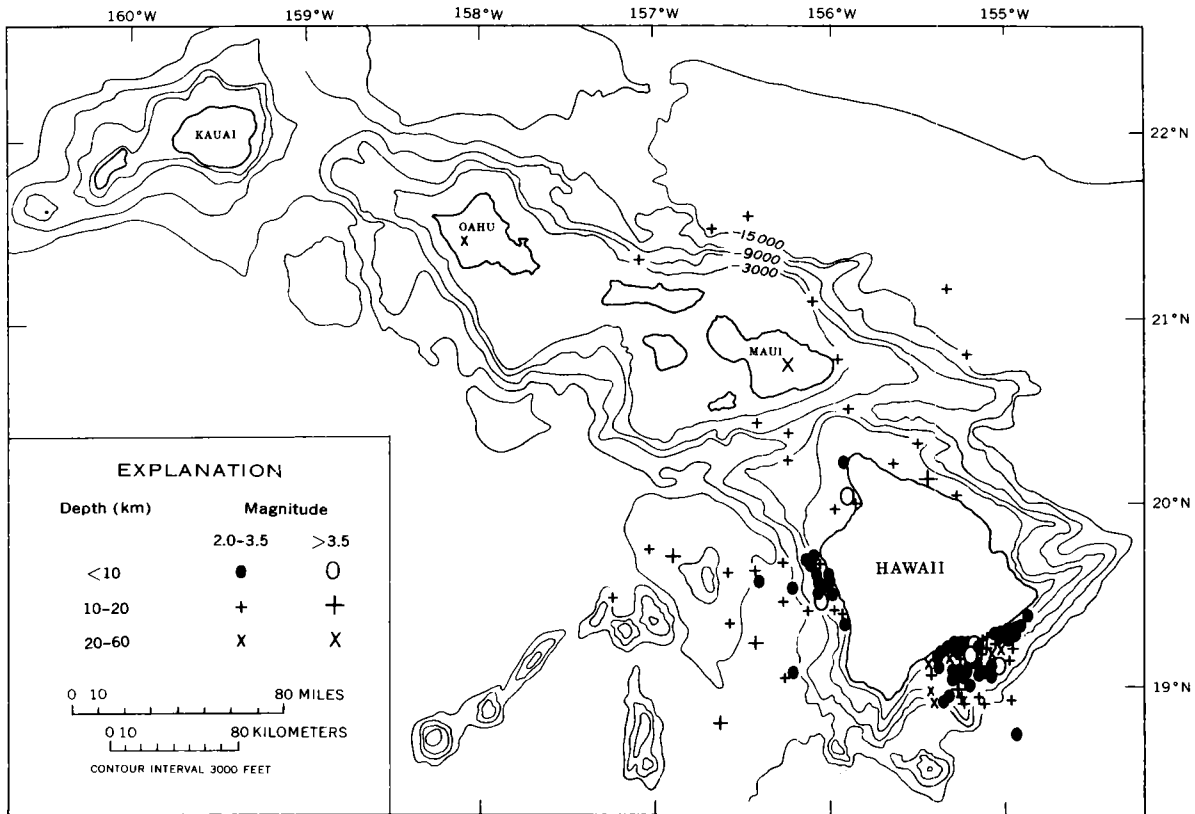 160°W 159°W 158°W 157°W 156°W 155°W
KAUAI
22°N
OAHU
-15000
-9000
-3000
21°N
MAUI
EXPLANATION
Depth (km) Magnitude
2.0-3.5 >3.5
<10
10-20
20-60
0 10 80 MILES
0 10 80 KILOMETERS
CONTOUR INTERVAL 3000 FEET
20°N
HAWAII
19°N